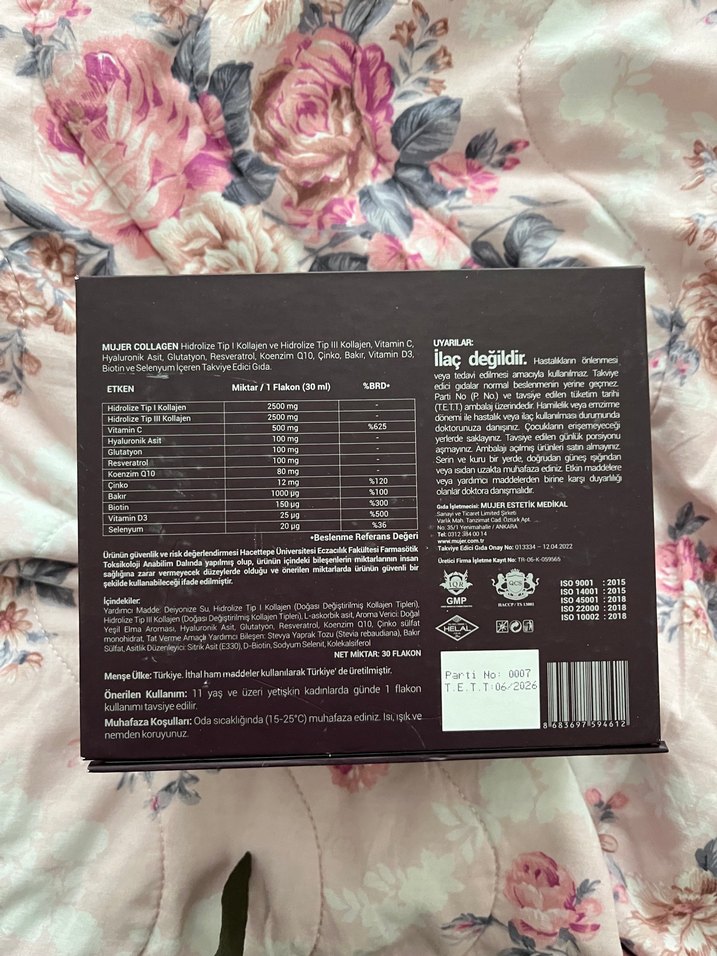 MUJER COLLAGEN Hidrolize Tip I Kollajen ve Hidrolize Tip III Kollajen, Vitamin C,
Hyaluronik Asit, Glutatyon, Resveratrol, Koenzim Q10, Çinko, Bakır, Vitamin D3,
Biotin ve Selenyum İçeren Takviye Edici Gıda.
ETKEN Miktar / 1 Flakon (30 ml) %BRD*
Hidrolize Tip I Kollajen 2500 mg -
Hidrolize Tip III Kollajen 2500 mg -
Vitamin C 500 mg %625
Hyaluronik Asit 100 mg -
Glutatyon 100 mg -
Resveratrol 100 mg -
Koenzim Q10 80 mg -
Çinko 12 mg %120
Bakır 1000 µg %100
Biotin 150 µg %300
Vitamin D3 25 µg %500
Selenyum 20 µg %36
*Beslenme Referans Değeri
Ürünün güvenlik ve risk değerlendirmesi Hacettepe Üniversitesi Eczacılık Fakültesi Farmasötik
Toksikoloji Anabilim Dalında yapılmış olup, ürünün içindeki bileşenlerin miktarlarının insan
sağlığına zarar vermeyecek düzeylerde olduğu ve önerilen miktarlarda ürünün güvenli bir
şekilde kullanabileceği ifade edilmiştir.
İçindekiler:
Yardımcı Madde: Deiyonize Su, Hidrolize Tip I Kollajen (Doğası Değiştirilmiş Kollajen Tipleri),
Hidrolize Tip III Kollajen (Doğası Değiştirilmiş Kollajen Tipleri), L-askorbik asit, Aroma Verici: Doğal
Yeşil Elma Aroması, Hyaluronik Asit, Glutatyon, Resveratrol, Koenzim Q10, Çinko sülfat
monohidrat, Tat Verme Amaçlı Yardımcı Bileşen: Stevya Yaprak Tozu (Stevia rebaudiana), Bakır
Sülfat, Asitlik Düzenleyici: Sitrik Asit (E330), D-Biotin, Sodyum Selenit, Kolekalsiferol
NET MİKTAR: 30 FLAKON
Menşe Ülke: Türkiye. İthal ham maddeler kullanılarak Türkiye' de üretilmiştir.
Önerilen Kullanım: 11 yaş ve üzeri yetişkin kadınlarda günde 1 flakon
kullanımı tavsiye edilir.
Muhafaza Koşulları: Oda sıcaklığında (15-25°C) muhafaza ediniz. Isı, ışık ve
nemden koruyunuz.
UYARILAR:
İlaç değildir. Hastalıkların önlenmesi
veya tedavi edilmesi amacıyla kullanılmaz. Takviye
edici gıdalar normal beslenmenin yerine geçmez.
Parti No (P. No.) ve tavsiye edilen tüketim tarihi
(T.E.T.T.) ambalaj üzerindedir. Hamilelik veya emzirme
dönemi ile hastalık veya ilaç kullanılması durumunda
doktorunuza danışınız. Çocukların erişemeyeceği
yerlerde saklayınız. Tavsiye edilen günlük porsiyonu
aşmayınız. Ambalajı açılmış ürünleri satın almayınız.
Serin ve kuru bir yerde, doğrudan güneş ışığından
veya ısıdan uzakta muhafaza ediniz. Etkin maddelere
veya yardımcı maddelerden birine karşı duyarlılığı
olanlar doktora danışmalıdır.
Gıda İşletmecisi: MUJER ESTETİK MEDİKAL
Sanayi ve Ticaret Limited Şirketi
Varlık Mah. Tanzimat Cad. Öztürk Apt.
No: 35/1 Yenimahalle / ANKARA
Tel: 0312 384 00 14
www.mujer.com.tr
Takviye Edici Gıda Onay No: 013334 – 12.04.2022
Üretici Firma İşletme Kayıt No: TR-06-K-059565
IQR
GMP
QCS
HACCP / TS 13001
HELAL
ISO 9001 : 2015
ISO 14001 : 2015
ISO 45001 : 2018
ISO 22000 : 2018
ISO 10002 : 2018
Parti No: 0007
T.E.T.T:06/2026
8 683697 594612